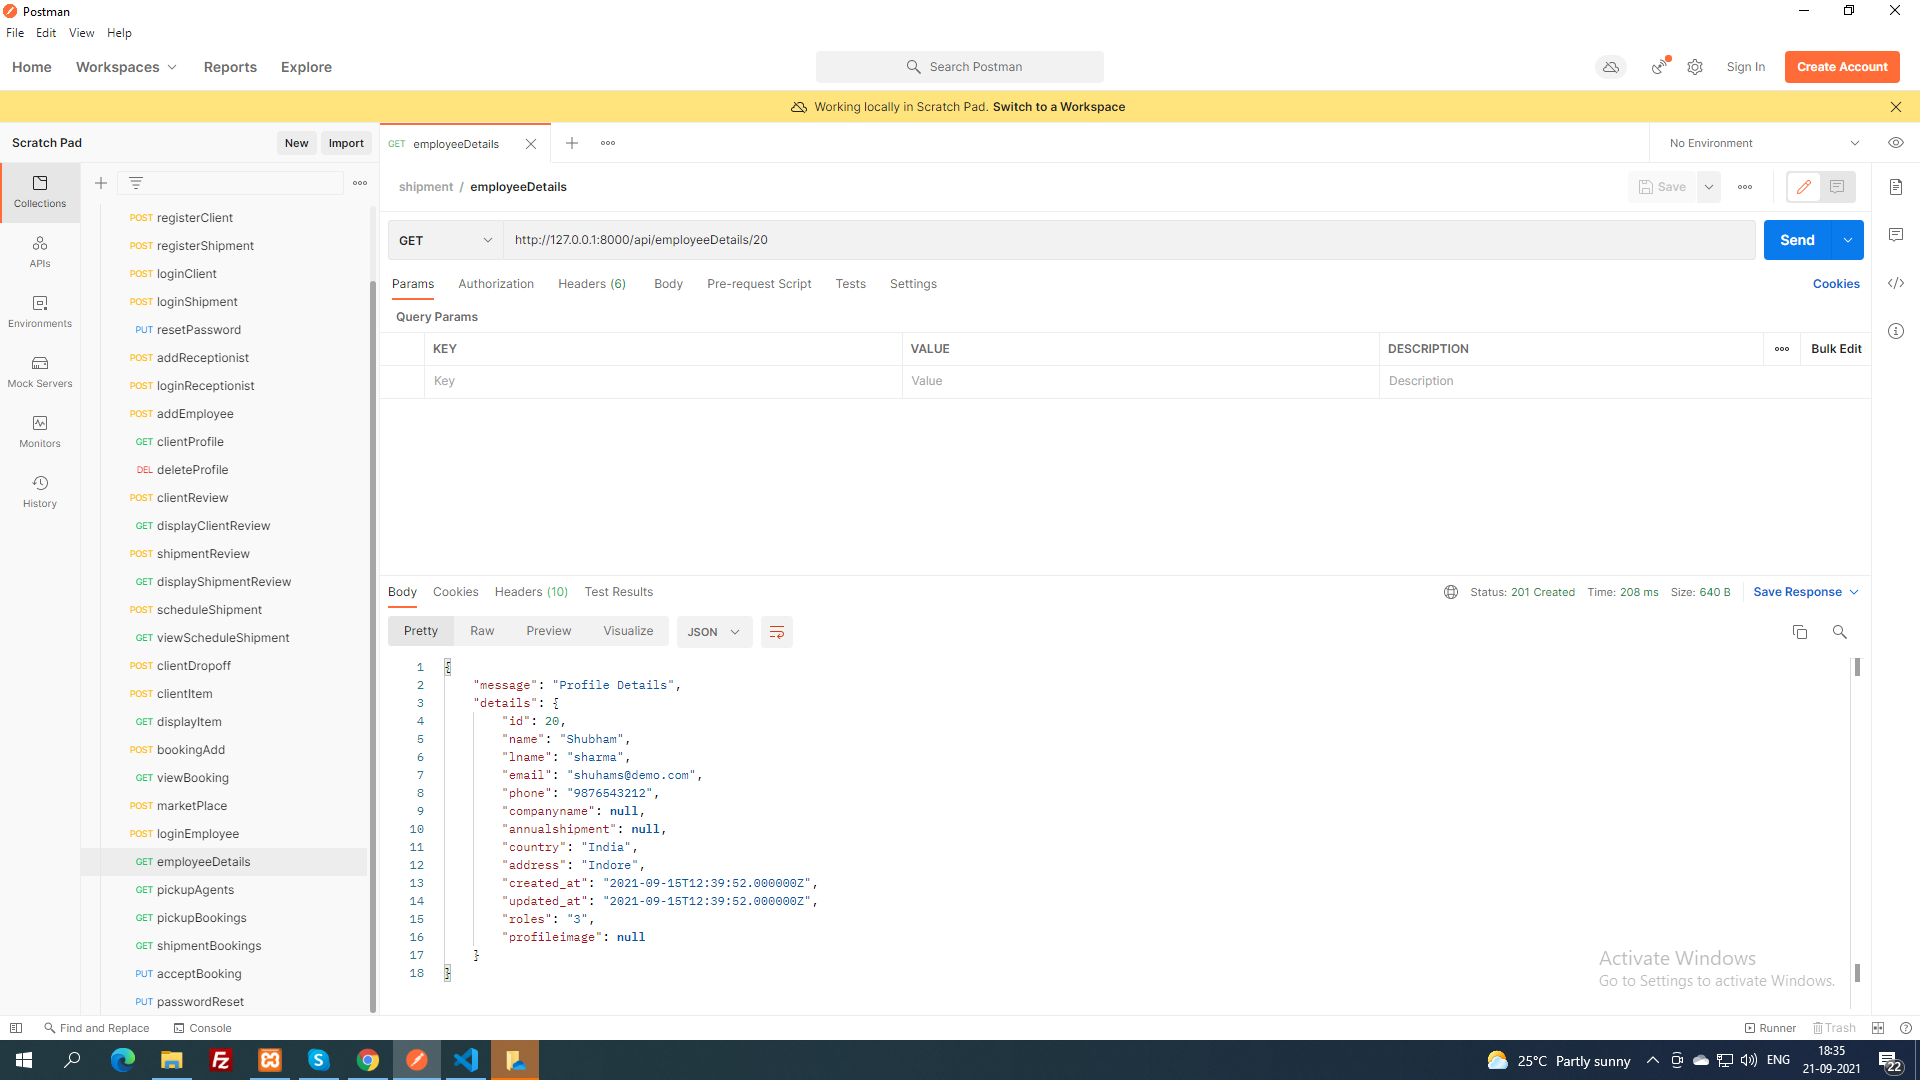 Postman
File Edit View Help
Home Workspaces Reports Explore Search Postman Sign In Create Account
Working locally in Scratch Pad. Switch to a Workspace
Scratch Pad New Import GET employeeDetails No Environment
shipment / employeeDetails Save
Collections
APIs
Environments
Mock Servers
Monitors
History
POST registerClient
POST registerShipment
POST loginClient
POST loginShipment
PUT resetPassword
POST addReceptionist
POST loginReceptionist
POST addEmployee
GET clientProfile
DEL deleteProfile
POST clientReview
GET displayClientReview
POST shipmentReview
GET displayShipmentReview
POST scheduleShipment
GET viewScheduleShipment
POST clientDropoff
POST clientItem
GET displayItem
POST bookingAdd
GET viewBooking
POST marketPlace
POST loginEmployee
GET employeeDetails
GET pickupAgents
GET pickupBookings
GET shipmentBookings
PUT acceptBooking
PUT passwordReset
GET http://127.0.0.1:8000/api/employeeDetails/20 Send
Params Authorization Headers (6) Body Pre-request Script Tests Settings Cookies
Query Params
KEY VALUE DESCRIPTION Bulk Edit
Key Value Description
Body Cookies Headers (10) Test Results Status: 201 Created Time: 208 ms Size: 640 B Save Response
Pretty Raw Preview Visualize JSON
1 {
2 "message": "Profile Details",
3 "details": {
4 "id": 20,
5 "name": "Shubham",
6 "lname": "sharma",
7 "email": "shuhams@demo.com",
8 "phone": "9876543212",
9 "companyname": null,
10 "annualshipment": null,
11 "country": "India",
12 "address": "Indore",
13 "created_at": "2021-09-15T12:39:52.000000Z",
14 "updated_at": "2021-09-15T12:39:52.000000Z",
15 "roles": "3",
16 "profileimage": null
17 }
18 }
Activate Windows
Go to Settings to activate Windows.
Find and Replace Console Runner Trash
25°C Partly sunny ENG 18:35
21-09-2021 22